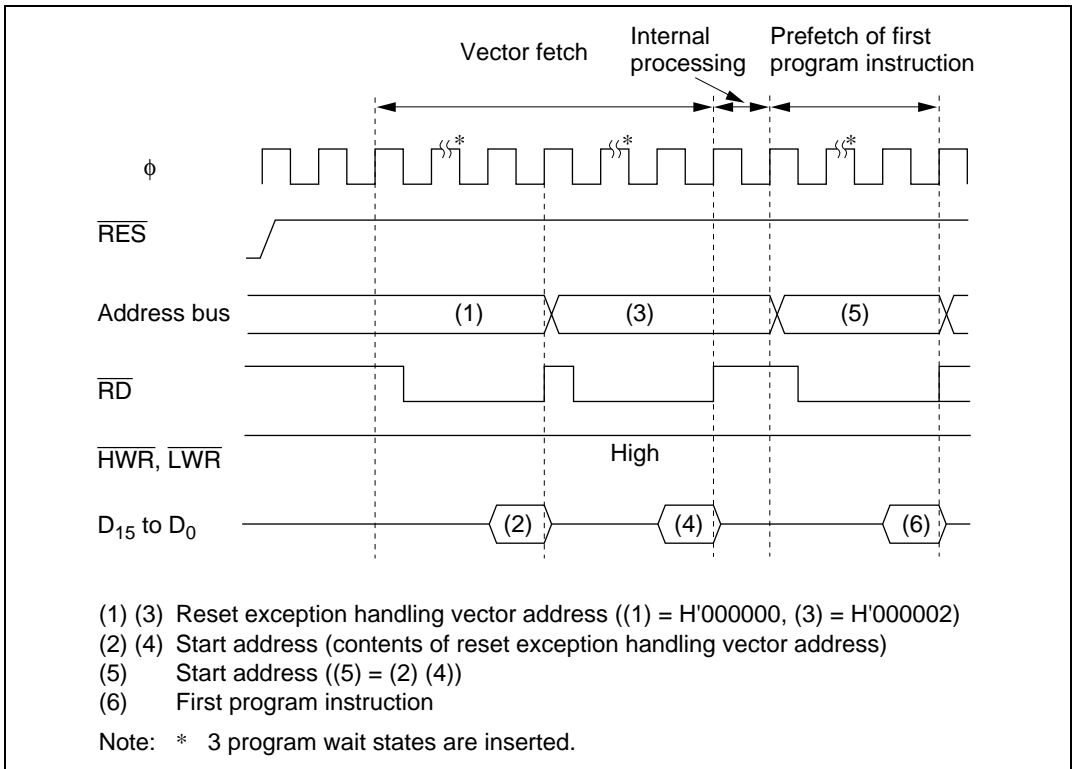 Vector fetch
Internal
processing
Prefetch of first
program instruction
*
*
*
ϕ
RES
Address bus
(1)
(3)
(5)
RD
HWR, LWR
High
D15 to D0
(2)
(4)
(6)
(1) (3) Reset exception handling vector address ((1) = H'000000, (3) = H'000002)
(2) (4) Start address (contents of reset exception handling vector address)
(5) Start address ((5) = (2) (4))
(6) First program instruction
Note: * 3 program wait states are inserted.